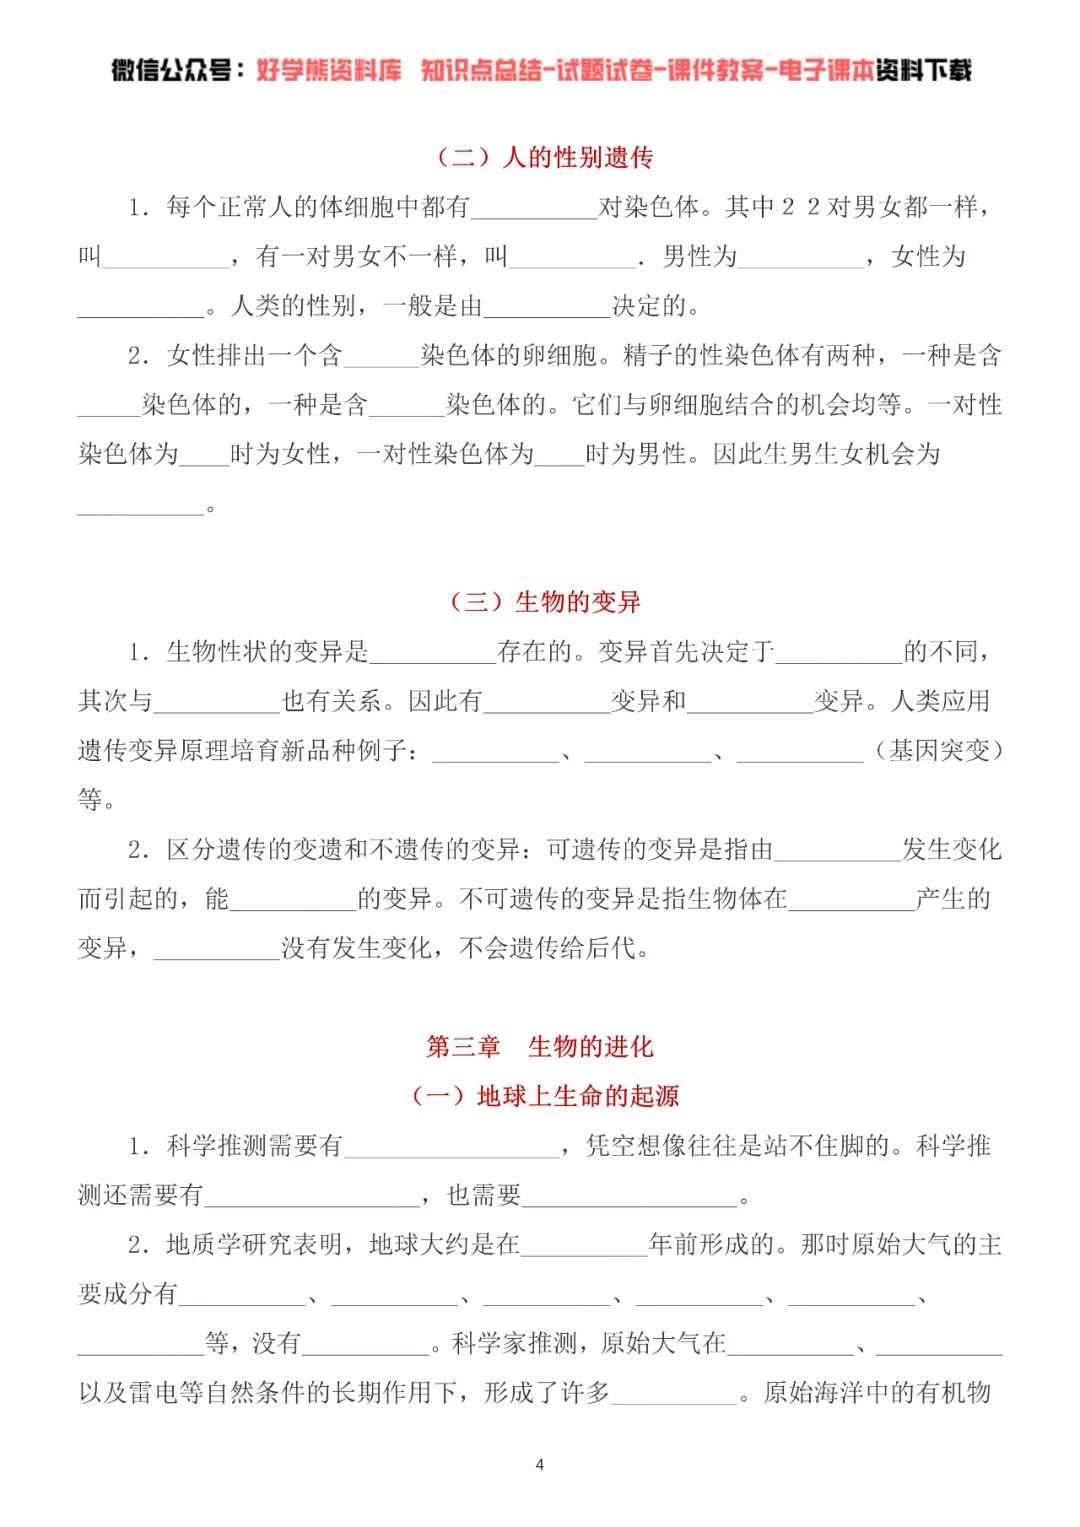 微信公众号：好学熊资料库 知识点总结-试题试卷-课件教案-电子课本资料下载
（二）人的性别遗传
1．每个正常人的体细胞中都有__________对染色体。其中２２对男女都一样，
叫__________，有一对男女不一样，叫__________．男性为__________，女性为
__________。人类的性别，一般是由__________决定的。
2．女性排出一个含______染色体的卵细胞。精子的性染色体有两种，一种是含
_____染色体的，一种是含______染色体的。它们与卵细胞结合的机会均等。一对性
染色体为____时为女性，一对性染色体为____时为男性。因此生男生女机会为
__________。
（三）生物的变异
1．生物性状的变异是__________存在的。变异首先决定于__________的不同，
其次与__________也有关系。因此有__________变异和__________变异。人类应用
遗传变异原理培育新品种例子：__________、__________、__________（基因突变）
等。
2．区分遗传的变遗和不遗传的变异：可遗传的变异是指由__________发生变化
而引起的，能__________的变异。不可遗传的变异是指生物体在__________产生的
变异，__________没有发生变化，不会遗传给后代。
第三章 生物的进化
（一）地球上生命的起源
1．科学推测需要有_________________，凭空想像往往是站不住脚的。科学推
测还需要有_________________，也需要_________________。
2．地质学研究表明，地球大约是在__________年前形成的。那时原始大气的主
要成分有__________、__________、__________、__________、__________、
__________等，没有__________。科学家推测，原始大气在__________、__________
以及雷电等自然条件的长期作用下，形成了许多__________。原始海洋中的有机物
4